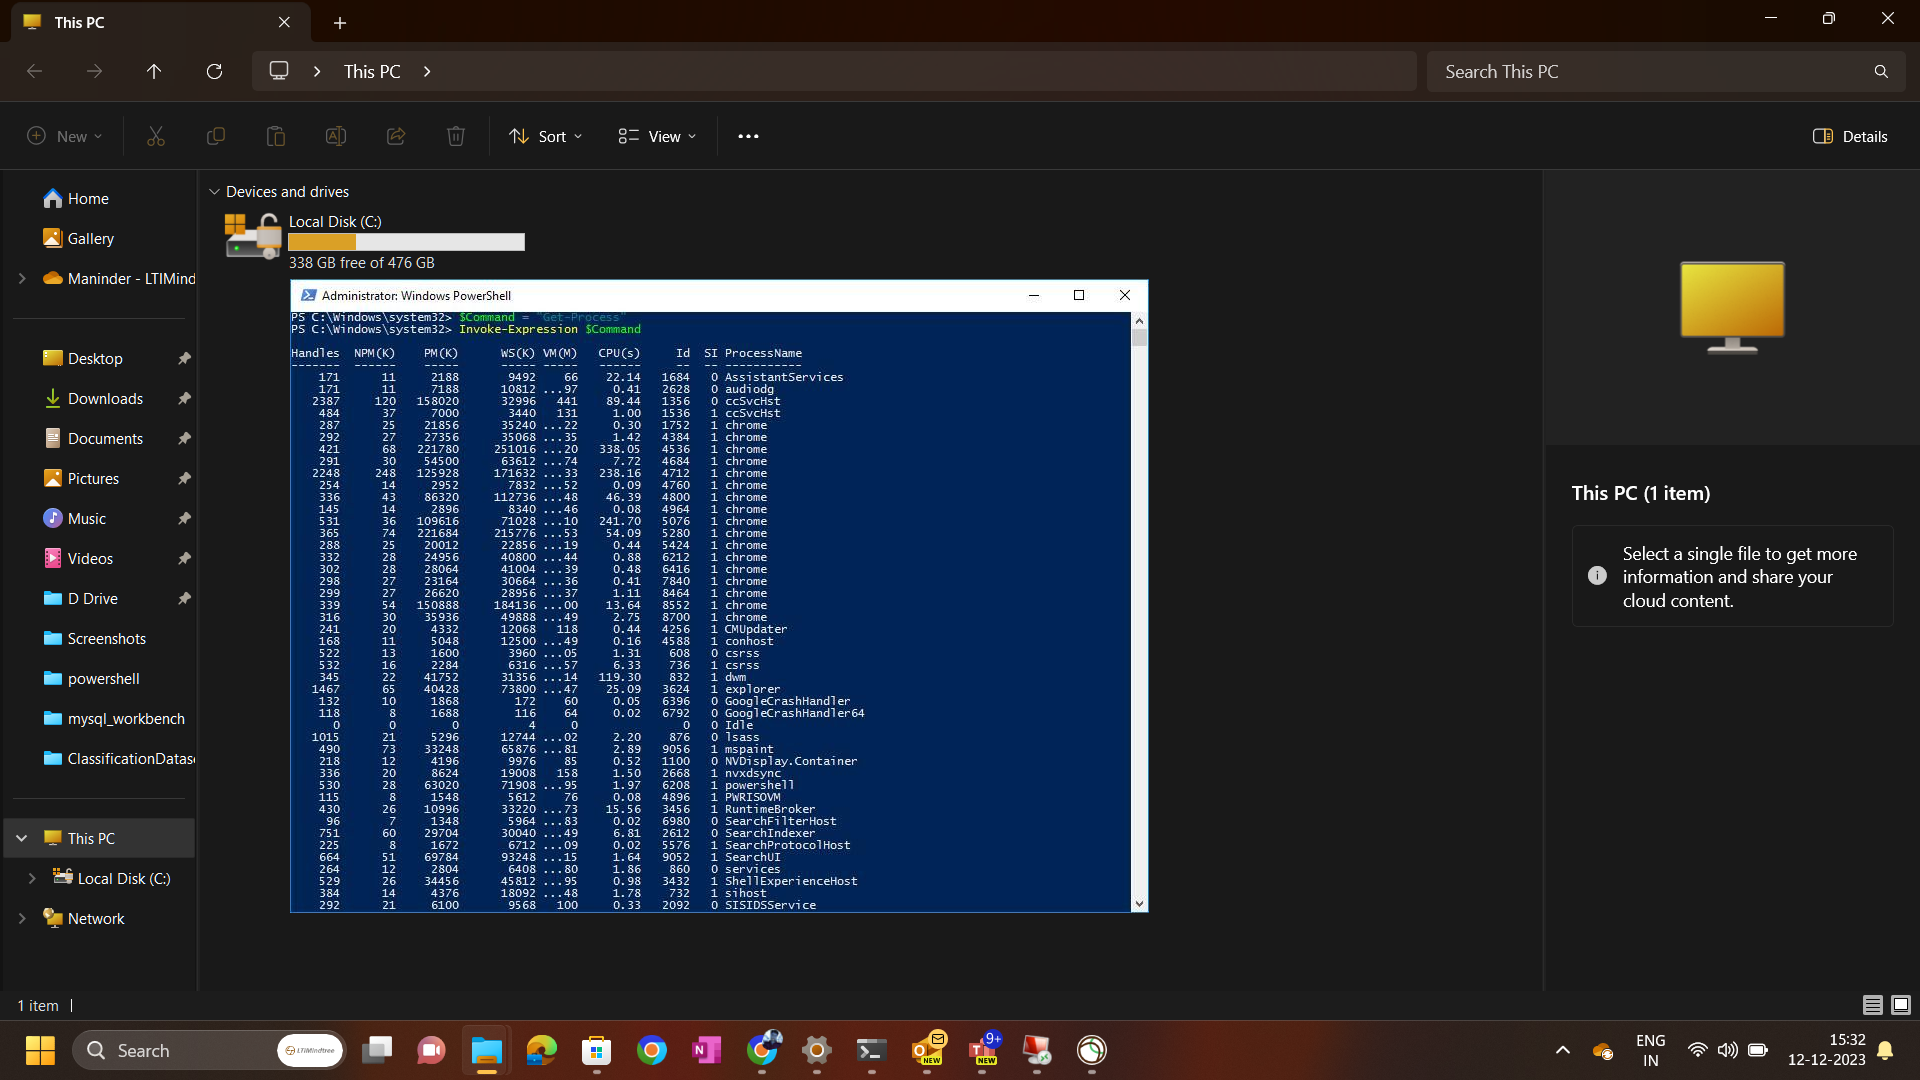 This PC
This PC
Search This PC
New
Sort
View
Details
Home
Gallery
Maninder - LTIMind
Desktop
Downloads
Documents
Pictures
Music
Videos
D Drive
Screenshots
powershell
mysql_workbench
ClassificationDatas
This PC
Local Disk (C:)
Network
Devices and drives
Local Disk (C:)
338 GB free of 476 GB
Administrator: Windows PowerShell
PS C:\Windows\system32> $Command = "Get-Process"
PS C:\Windows\system32> Invoke-Expression $Command
Handles NPM(K) PM(K) WS(K) VM(M) CPU(s) Id SI ProcessName
------- ------ ----- ----- ----- ------ -- -- -----------
171 11 2188 9492 66 22.14 1684 0 AssistantServices
171 11 7188 10812 ...97 0.41 2628 0 audiodg
2387 120 158020 32996 441 89.44 1356 0 ccSvcHst
484 37 7000 3440 131 1.00 1536 1 ccSvcHst
287 25 21856 35240 ...22 0.30 1752 1 chrome
292 27 27356 35068 ...35 1.42 4384 1 chrome
421 68 221780 251016 ...20 338.05 4536 1 chrome
291 30 54500 63612 ...74 7.72 4684 1 chrome
2248 248 125928 171632 ...33 238.16 4712 1 chrome
254 14 2952 7832 ...52 0.09 4760 1 chrome
336 43 86320 112736 ...48 46.39 4800 1 chrome
145 14 2896 8340 ...46 0.08 4964 1 chrome
531 36 109616 71028 ...10 241.70 5076 1 chrome
365 74 221684 215776 ...53 54.09 5280 1 chrome
288 25 20012 22856 ...19 0.44 5424 1 chrome
332 28 24956 40800 ...44 0.88 6212 1 chrome
302 28 28064 41004 ...39 0.48 6416 1 chrome
298 27 23164 30664 ...36 0.41 7840 1 chrome
299 27 26620 28956 ...37 1.11 8464 1 chrome
339 54 150888 184136 ...00 13.64 8552 1 chrome
316 30 35936 49888 ...49 2.75 8700 1 chrome
241 20 4332 12068 118 0.44 4256 1 CMUpdater
168 11 5048 12500 ...49 0.16 4588 1 conhost
522 13 1600 3960 ...05 1.31 608 0 csrss
532 16 2284 6316 ...57 6.33 736 1 csrss
345 22 41752 31356 ...14 119.30 832 1 dwm
1467 65 40428 73800 ...47 25.09 3624 1 explorer
132 10 1868 172 60 0.05 6396 0 GoogleCrashHandler
118 8 1688 116 64 0.02 6792 0 GoogleCrashHandler64
0 0 0 4 0 0 0 Idle
1015 21 5296 12744 ...02 2.20 876 0 lsass
490 73 33248 65876 ...81 2.89 9056 1 mspaint
218 12 4196 9976 85 0.52 1100 0 NVDisplay.Container
336 20 8624 19008 158 1.50 2668 1 nvxdsync
530 28 63020 71908 ...95 1.97 6208 1 powershell
115 8 1548 5612 76 0.08 4896 1 PWRISOVM
430 26 10996 33220 ...73 15.56 3456 1 RuntimeBroker
96 7 1348 5964 ...83 0.02 6980 0 SearchFilterHost
751 60 29704 30040 ...49 6.81 2612 0 SearchIndexer
225 8 1672 6712 ...09 0.02 5576 1 SearchProtocolHost
664 51 69784 93248 ...15 1.64 9052 1 SearchUI
264 12 2804 6408 ...80 1.86 860 0 services
529 26 34456 45812 ...95 0.98 3432 1 ShellExperienceHost
384 14 4376 18092 ...48 1.78 732 1 sihost
292 21 6100 9568 100 0.33 2092 0 SISIDSService
This PC (1 item)
Select a single file to get more
information and share your
cloud content.
1 item
Search
LTIMindtree
NEW
9+
NEW
ENG
IN
15:32
12-12-2023